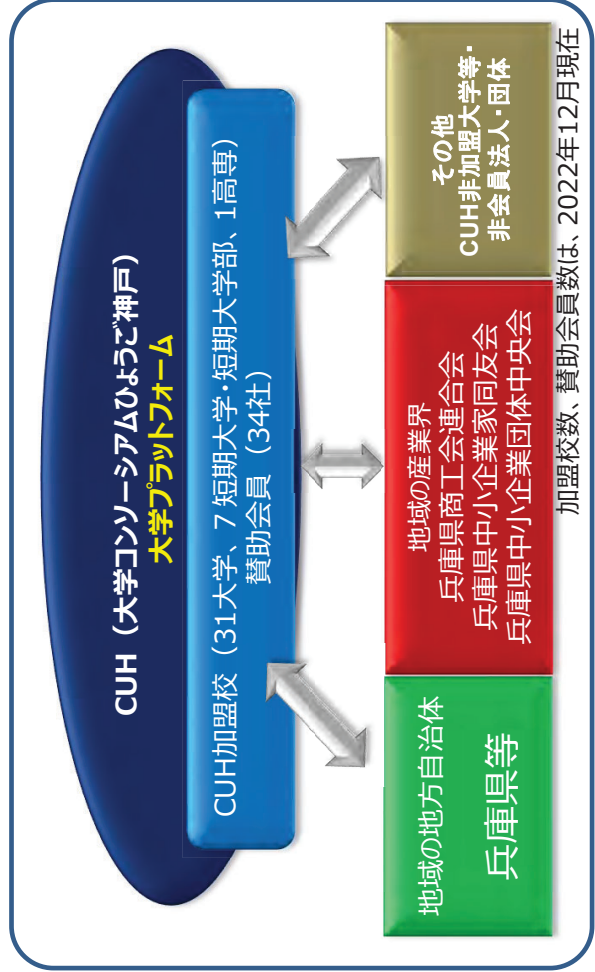 CUH（大学コンソーシアムひょうご神戸）
大学プラットフォーム
CUH加盟校（31大学、7 短期大学・短期大学部、1高専）
賛助会員（34社）
地域の地方自治体
兵庫県等
地域の産業界
兵庫県商工会連合会
兵庫県中小企業家同友会
兵庫県中小企業団体中央会
その他
CUH非加盟大学等・
非会員法人・団体
加盟校数、賛助会員数は、2022年12月現在